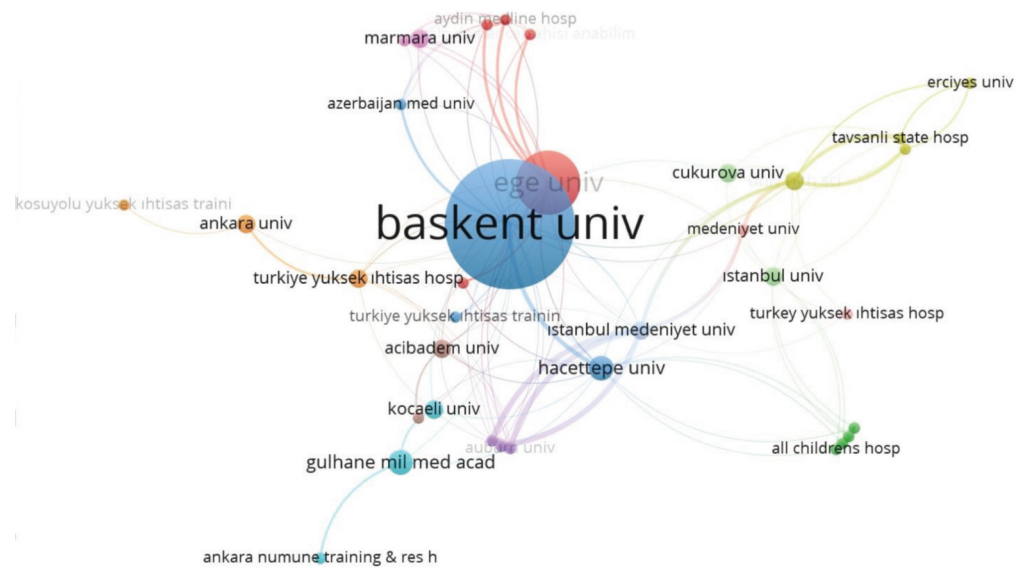 aydin medline hosp
marmara univ
erciyes univ
azerbaijan med univ
tavsanli state hosp
cukurova univ
ege univ
kosuyolu yuksek ıhtisas traini
ankara univ
baskent univ
medeniyet univ
turkiye yuksek ıhtisas hosp
ıstanbul univ
turkiye yuksek ıhtisas trainin
turkey yuksek ıhtisas hosp
ıstanbul medeniyet univ
acibadem univ
hacettepe univ
kocaeli univ
auburn univ
all childrens hosp
gulhane mil med acad
ankara numune training & res h